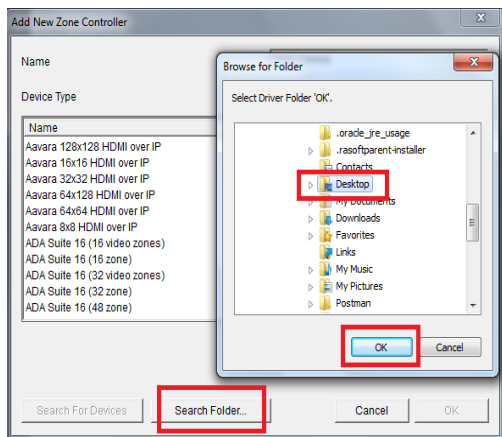 Add New Zone Controller
x
Name
Device Type
Name
Aavara 128x128 HDMI over IP
Aavara 16x16 HDMI over IP
Aavara 32x32 HDMI over IP
Aavara 64x128 HDMI over IP
Aavara 64x64 HDMI over IP
Aavara 8x8 HDMI over IP
ADA Suite 16 (16 video zones)
ADA Suite 16 (16 zone)
ADA Suite 16 (32 video zones)
ADA Suite 16 (32 zone)
ADA Suite 16 (48 zone)
Browse for Folder
x
Select Driver Folder 'OK'.
.oracle_jre_usage
.rasoftparent-installer
Contacts
Desktop
My Documents
Downloads
Favorites
Links
My Music
My Pictures
Postman
OK Cancel
Search For Devices Search Folder... Cancel OK